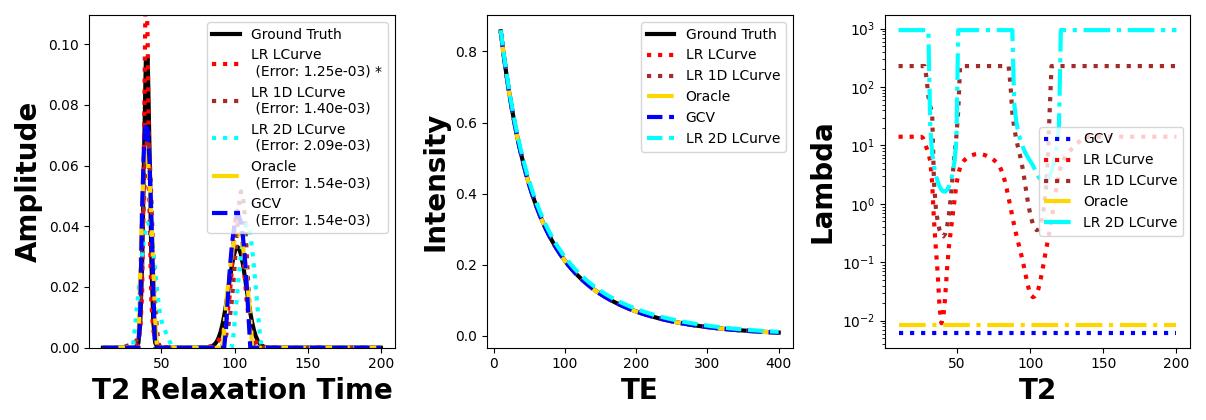 0.10
0.08
0.06
0.04
0.02
0.00
50
100
150
200
Amplitude
T2 Relaxation Time
Ground Truth
LR LCurve
(Error: 1.25e-03) *
LR 1D LCurve
(Error: 1.40e-03)
LR 2D LCurve
(Error: 2.09e-03)
Oracle
(Error: 1.54e-03)
GCV
(Error: 1.54e-03)
0.8
0.6
0.4
0.2
0.0
0
100
200
300
400
Intensity
TE
Ground Truth
LR LCurve
LR 1D LCurve
Oracle
GCV
LR 2D LCurve
10³
10²
10¹
10⁰
10⁻¹
10⁻²
50
100
150
200
Lambda
T2
GCV
LR LCurve
LR 1D LCurve
Oracle
LR 2D LCurve